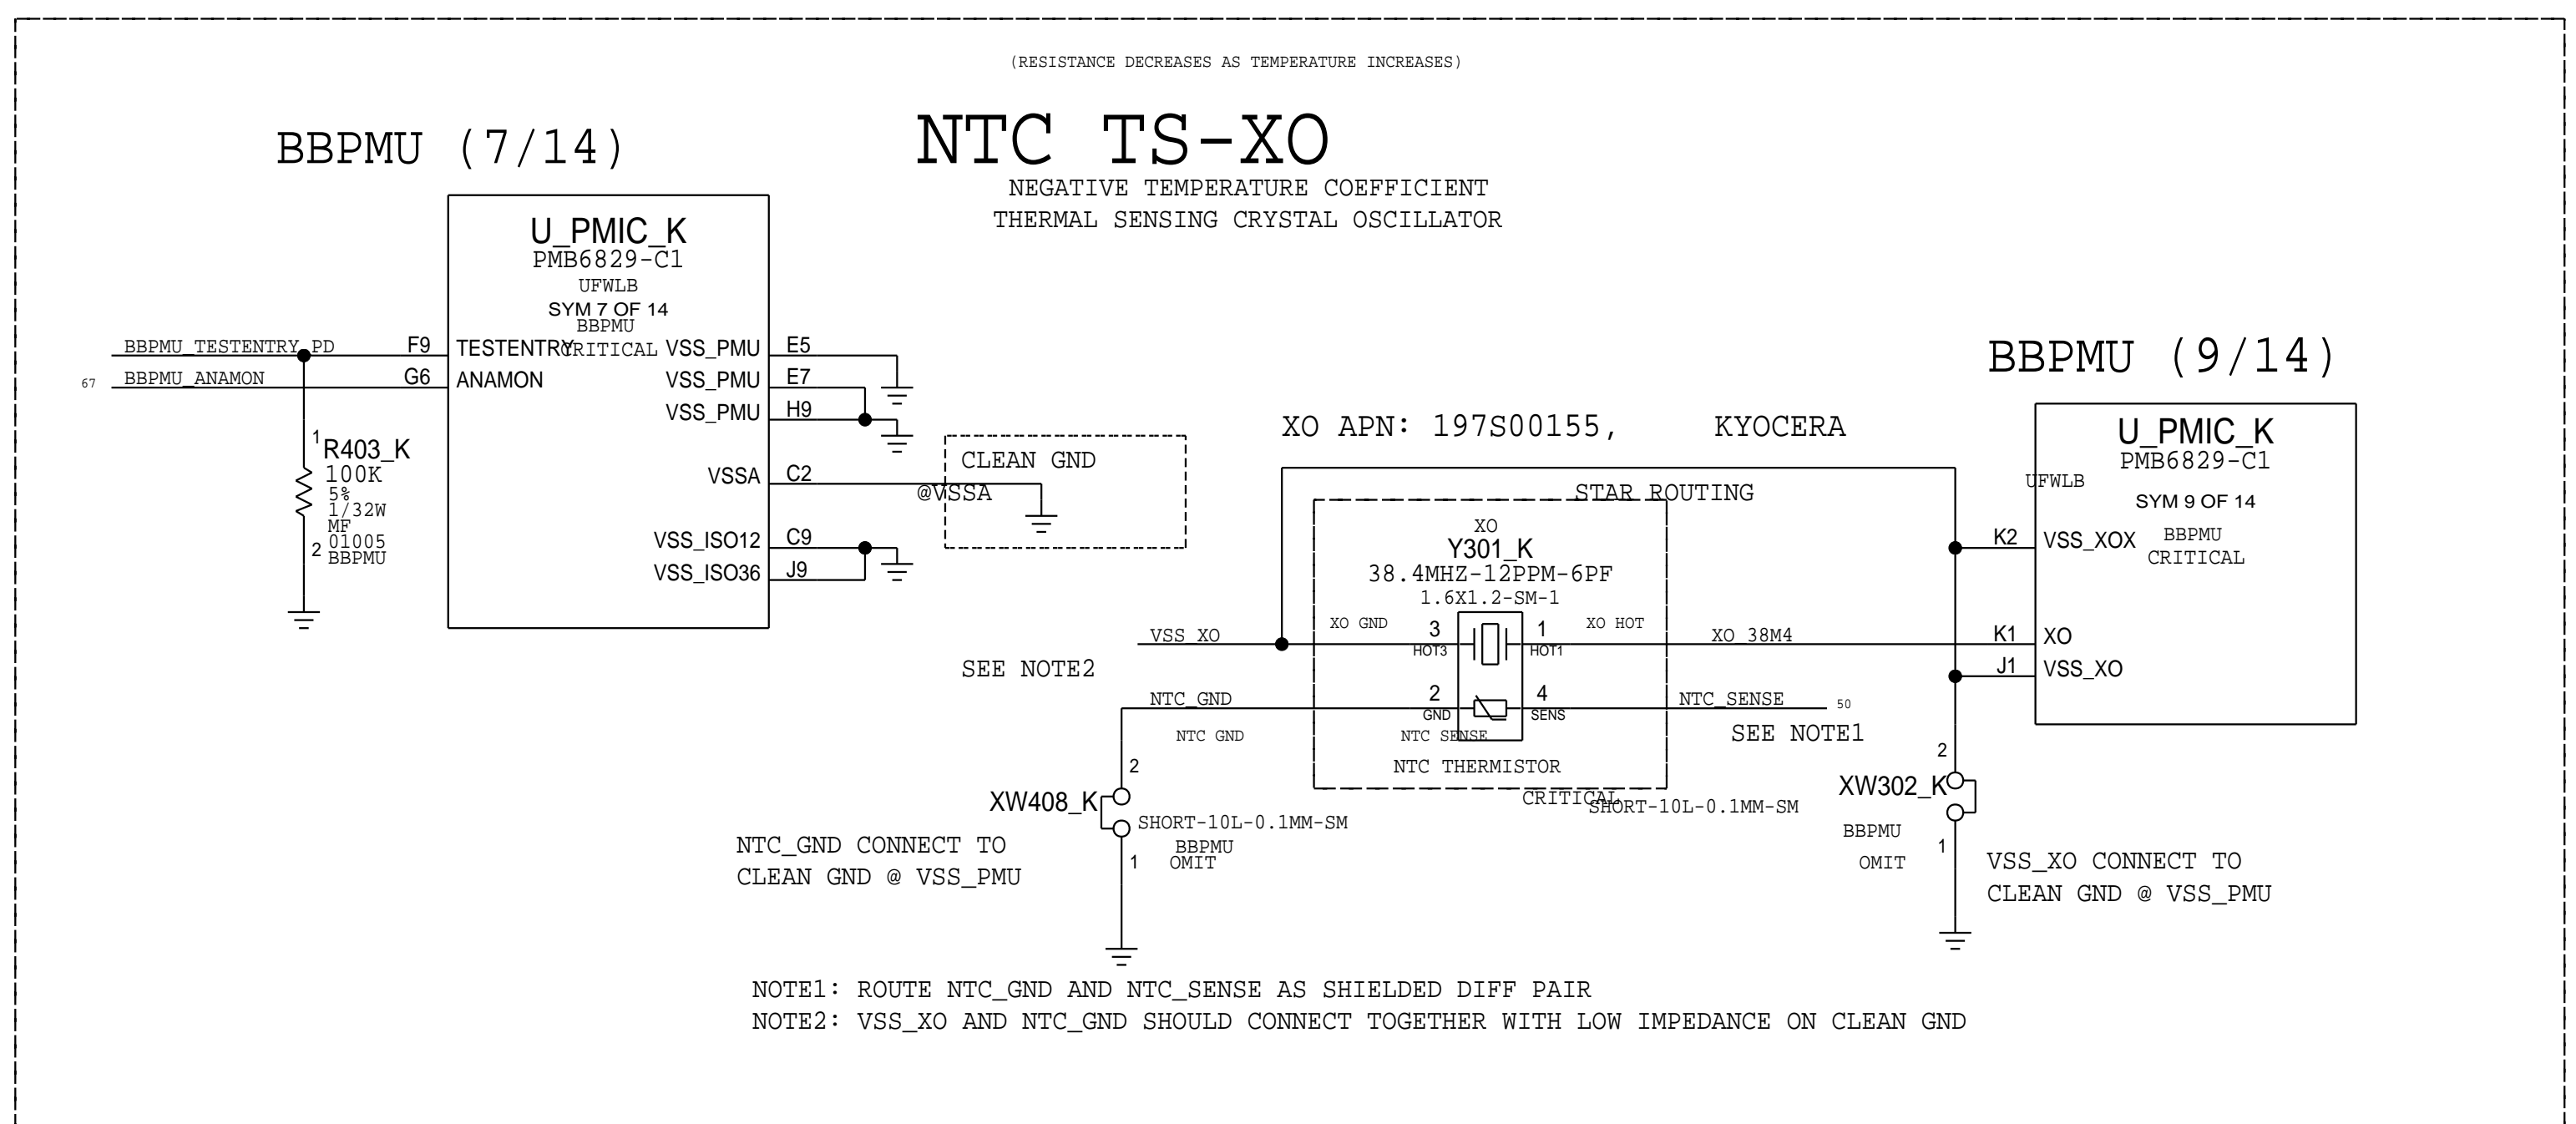 (RESISTANCE DECREASES AS TEMPERATURE INCREASES)
BBPMU (7/14)
NTC TS-XO
NEGATIVE TEMPERATURE COEFFICIENT
THERMAL SENSING CRYSTAL OSCILLATOR
U_PMIC_K
PMB6829-C1
UFWLB
SYM 7 OF 14
BBPMU
CRITICAL
BBPMU_TESTENTRY_PD
F9
TESTENTRY
67
BBPMU_ANAMON
G6
ANAMON
VSS_PMU
E5
VSS_PMU
E7
VSS_PMU
H9
VSSA
C2
VSS_ISO12
C9
VSS_ISO36
J9
1
R403_K
100K
5%
1/32W
MF
01005
2
BBPMU
CLEAN GND
@VSSA
BBPMU (9/14)
XO APN: 197S00155, KYOCERA
U_PMIC_K
PMB6829-C1
UFWLB
SYM 9 OF 14
BBPMU
CRITICAL
K2
VSS_XOX
K1
XO
J1
VSS_XO
STAR ROUTING
XO
Y301_K
38.4MHZ-12PPM-6PF
1.6X1.2-SM-1
VSS_XO
XO GND
3
HOT3
1
HOT1
XO HOT
XO_38M4
SEE NOTE2
NTC_GND
2
GND
4
SENS
NTC_SENSE
50
NTC GND
NTC SENSE
SEE NOTE1
NTC THERMISTOR
CRITICAL
2
XW408_K
SHORT-10L-0.1MM-SM
BBPMU
1
OMIT
NTC_GND CONNECT TO
CLEAN GND @ VSS_PMU
2
XW302_K
SHORT-10L-0.1MM-SM
BBPMU
1
OMIT
VSS_XO CONNECT TO
CLEAN GND @ VSS_PMU
NOTE1: ROUTE NTC_GND AND NTC_SENSE AS SHIELDED DIFF PAIR
NOTE2: VSS_XO AND NTC_GND SHOULD CONNECT TOGETHER WITH LOW IMPEDANCE ON CLEAN GND